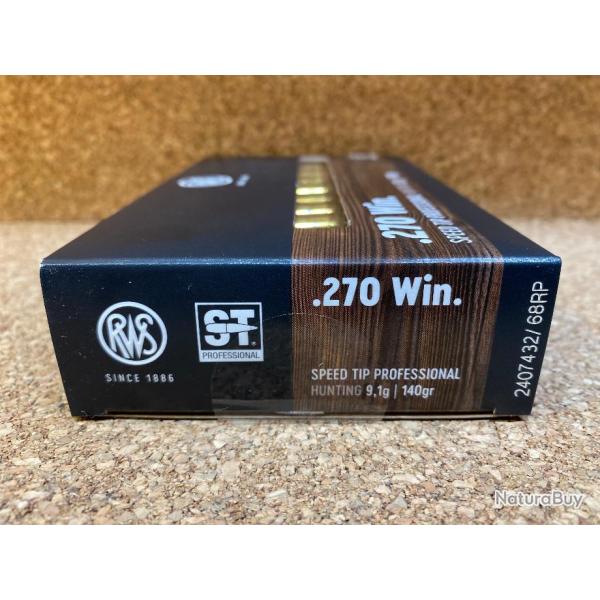 RWS
.270 Win.
RWS
SINCE 1886
ST®
PROFESSIONAL
.270 Win.
SPEED TIP PROFESSIONAL
HUNTING 9,1g | 140gr
2407432/ 68RP
NaturaBuy